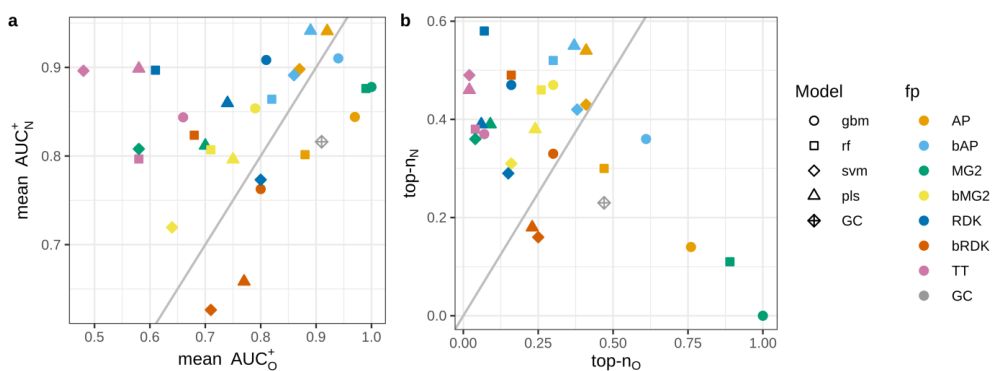 a
mean AUC⁺N
0.9
0.8
0.7
0.5 0.6 0.7 0.8 0.9 1.0
mean AUC⁺O
b
top-nN
0.6
0.4
0.2
0.0
0.00 0.25 0.50 0.75 1.00
top-nO
Model
gbm
rf
svm
pls
GC
fp
AP
bAP
MG2
bMG2
RDK
bRDK
TT
GC